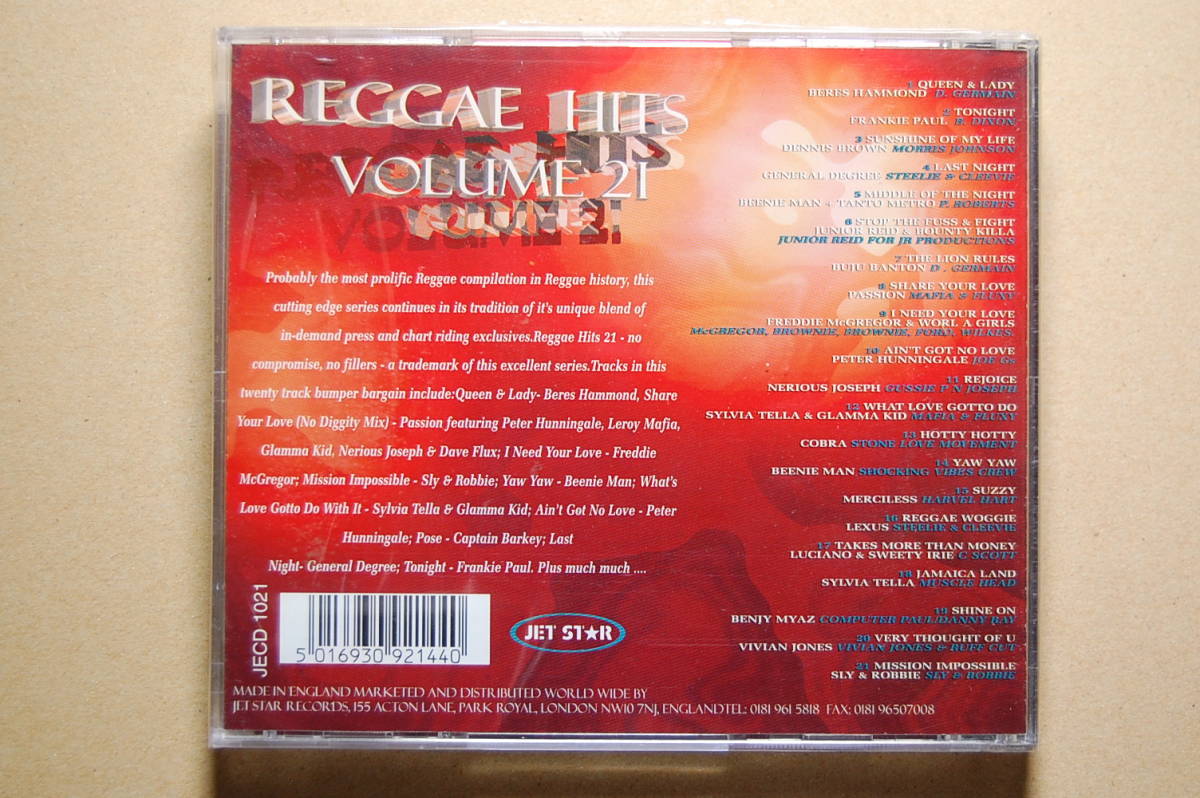 REGGAE HITS
VOLUME 21
Probably the most prolific Reggae compilation in Reggae history, this
cutting edge series continues in its tradition of it's unique blend of
in-demand press and chart riding exclusives.Reggae Hits 21 - no
compromise, no fillers - a trademark of this excellent series.Tracks in this
twenty track bumper bargain include:Queen & Lady- Beres Hammond, Share
Your Love (No Diggity Mix) - Passion featuring Peter Hunningale, Leroy Mafia,
Glamma Kid, Nerious Joseph & Dave Flux; I Need Your Love - Freddie
McGregor; Mission Impossible - Sly & Robbie; Yaw Yaw - Beenie Man; What's
Love Gotto Do With It - Sylvia Tella & Glamma Kid; Ain't Got No Love - Peter
Hunningale; Pose - Captain Barkey; Last
Night- General Degree; Tonight - Frankie Paul. Plus much much ....
JECD 1021
5 016930 921440
JET STAR
MADE IN ENGLAND MARKETED AND DISTRIBUTED WORLD WIDE BY
JET STAR RECORDS, 155 ACTON LANE, PARK ROYAL, LONDON NW10 7NJ, ENGLANDTEL: 0181 961 5818 FAX: 0181 96507008
1 QUEEN & LADY
BERES HAMMOND D. GERMAIN
2 TONIGHT
FRANKIE PAUL B. DIXON
3 SUNSHINE OF MY LIFE
DENNIS BROWN MORRIS JOHNSON
4 LAST NIGHT
GENERAL DEGREE STEELIE & CLEEVIE
5 MIDDLE OF THE NIGHT
BEENIE MAN + TANTO METRO P. ROBERTS
6 STOP THE FUSS & FIGHT
JUNIOR REID & BOUNTY KILLA
JUNIOR REID FOR JR PRODUCTIONS
7 THE LION RULES
BUJU BANTON D . GERMAIN
8 SHARE YOUR LOVE
PASSION MAFIA & FLUXY
9 I NEED YOUR LOVE
FREDDIE McGREGOR & WORL A GIRLS
McGREGOR, BROWNIE, BROWNIE, FORD, WILKES.
10 AIN'T GOT NO LOVE
PETER HUNNINGALE JOE Gs
11 REJOICE
NERIOUS JOSEPH GUSSIE P N JOSEPH
12 WHAT LOVE GOTTO DO
SYLVIA TELLA & GLAMMA KID MAFIA & FLUXY
13 HOTTY HOTTY
COBRA STONE LOVE MOVEMENT
14 YAW YAW
BEENIE MAN SHOCKING VIBES CREW
15 SUZZY
MERCILESS HARVEL HART
16 REGGAE WOGGIE
LEXUS STEELIE & CLEEVIE
17 TAKES MORE THAN MONEY
LUCIANO & SWEETY IRIE C SCOTT
18 JAMAICA LAND
SYLVIA TELLA MUSCLE HEAD
19 SHINE ON
BENJY MYAZ COMPUTER PAUL/DANNY RAY
20 VERY THOUGHT OF U
VIVIAN JONES VIVIAN JONES & RUFF CUT
21 MISSION IMPOSSIBLE
SLY & ROBBIE SLY & ROBBIE